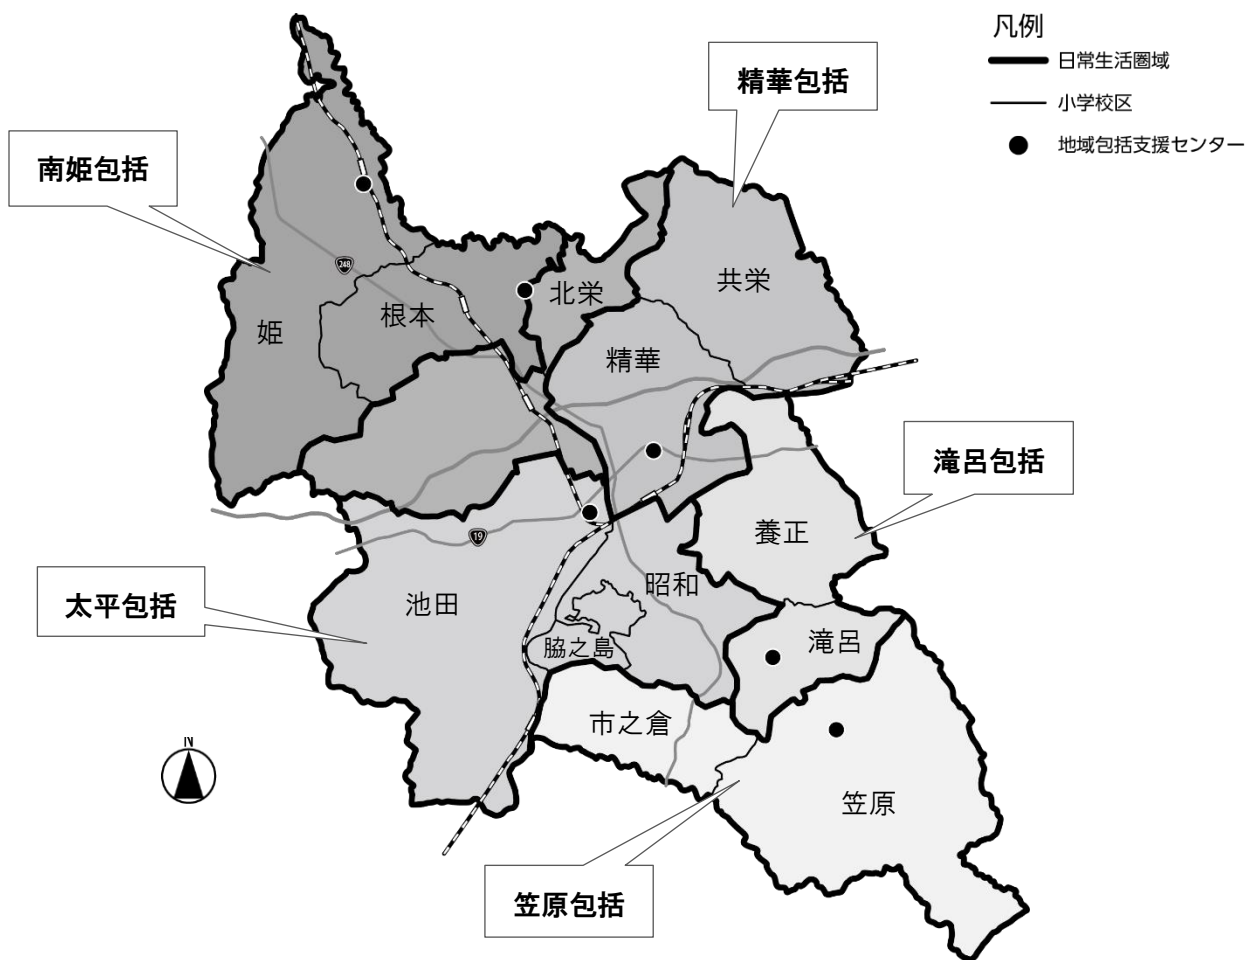 凡例
日常生活圏域
小学校区
地域包括支援センター
精華包括
南姫包括
共栄
北栄
248
根本
姫
精華
滝呂包括
養正
19
昭和
太平包括
池田
滝呂
脇之島
市之倉
N
笠原
笠原包括